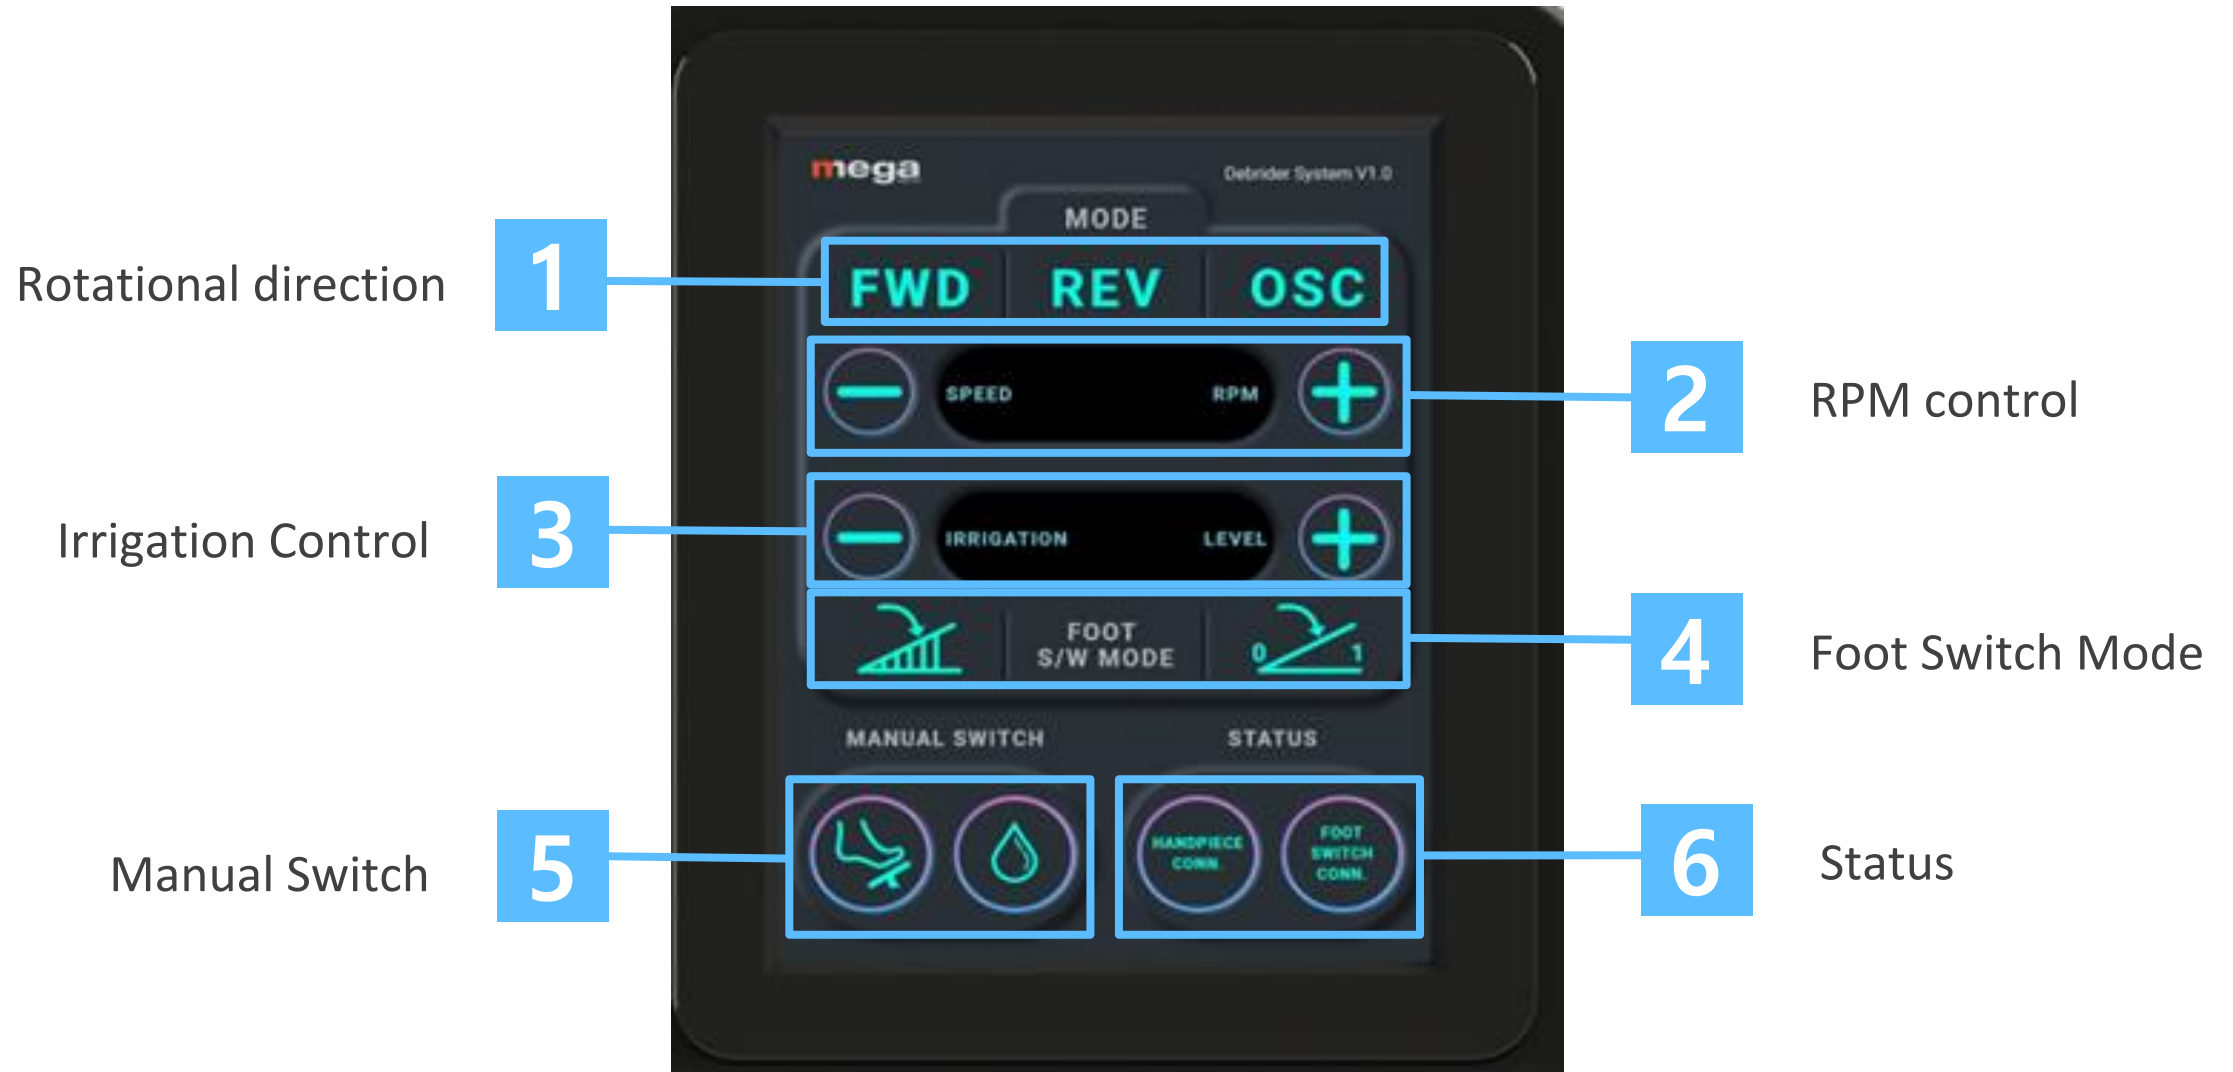 mega
Debrider System V1.0
MODE
Rotational direction
1
FWD
REV
OSC
SPEED
RPM
2
RPM control
Irrigation Control
3
IRRIGATION
LEVEL
FOOT
S/W MODE
0
1
4
Foot Switch Mode
MANUAL SWITCH
STATUS
Manual Switch
5
HANDPIECE
CONN.
FOOT
SWITCH
CONN.
6
Status